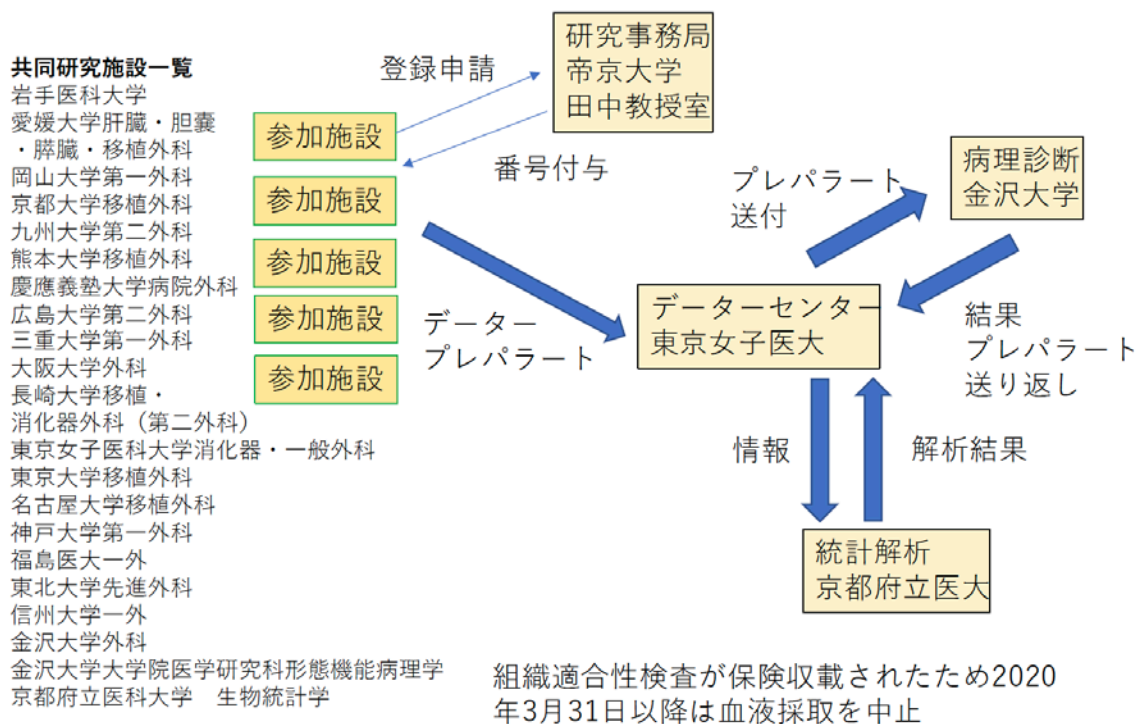 共同研究施設一覧
岩手医科大学
愛媛大学肝臓・胆嚢
・膵臓・移植外科
岡山大学第一外科
京都大学移植外科
九州大学第二外科
熊本大学移植外科
慶應義塾大学病院外科
広島大学第二外科
三重大学第一外科
大阪大学外科
長崎大学移植・
消化器外科（第二外科）
東京女子医科大学消化器・一般外科
東京大学移植外科
名古屋大学移植外科
神戸大学第一外科
福島医大一外
東北大学先進外科
信州大学一外
金沢大学外科
金沢大学大学院医学研究科形態機能病理学
京都府立医科大学　生物統計学
参加施設
参加施設
参加施設
参加施設
参加施設
登録申請
研究事務局
帝京大学
田中教授室
番号付与
データー
プレパラート
プレパラート
送付
病理診断
金沢大学
データーセンター
東京女子医大
結果
プレパラート
送り返し
情報
解析結果
統計解析
京都府立医大
組織適合性検査が保険収載されたため2020
年3月31日以降は血液採取を中止